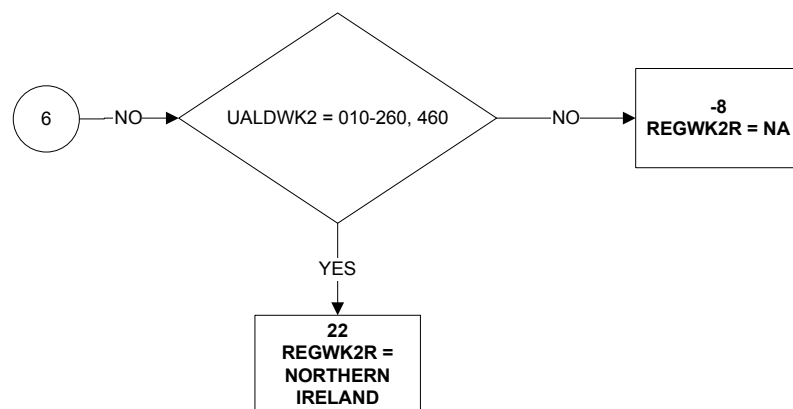 6
NO
UALDWK2 = 010-260, 460
NO
-8
REGWK2R = NA
YES
22
REGWK2R =
NORTHERN
IRELAND